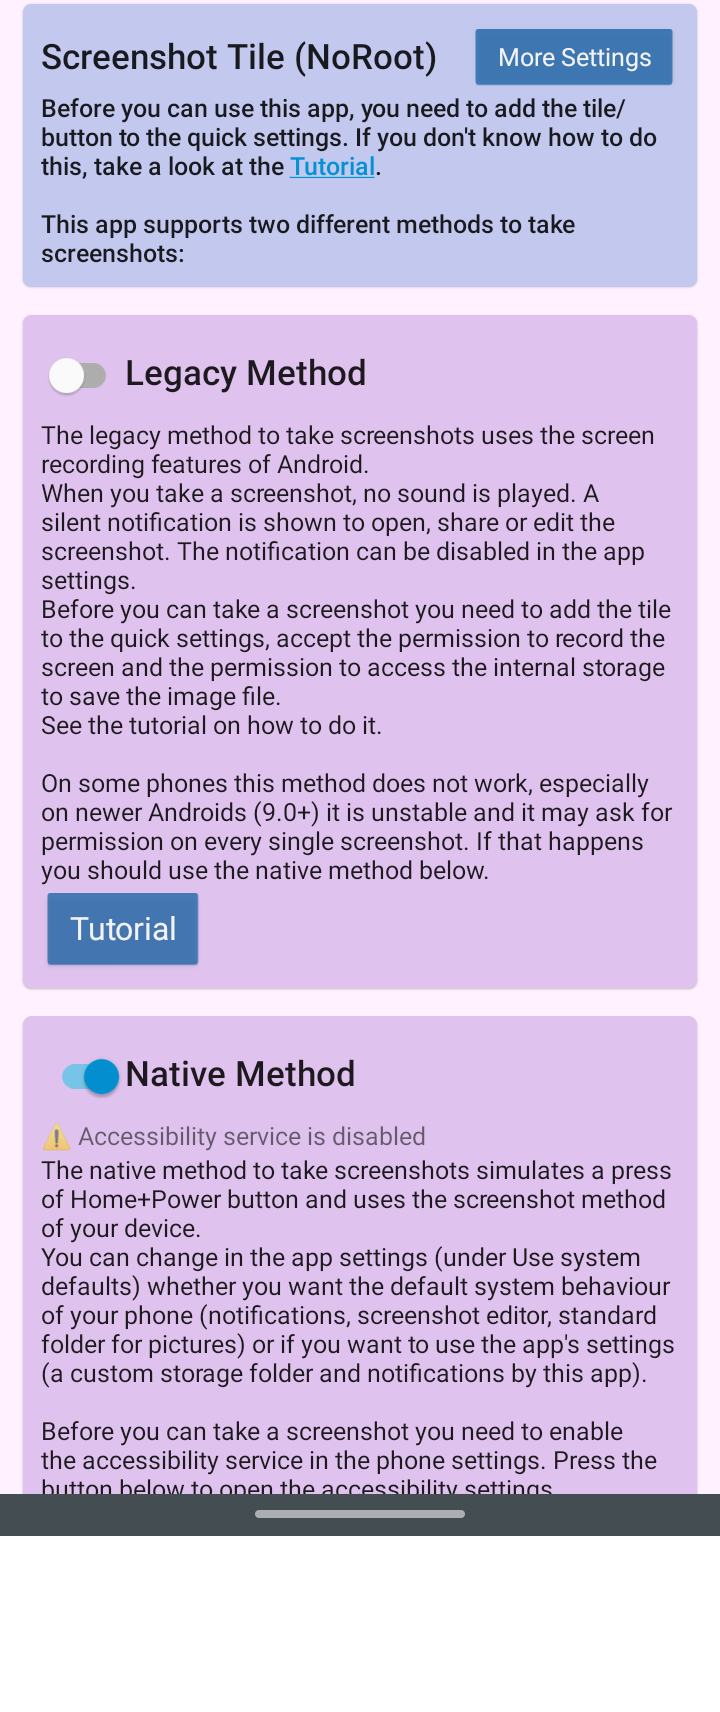 Screenshot Tile (NoRoot)
More Settings
Before you can use this app, you need to add the tile/
button to the quick settings. If you don't know how to do
this, take a look at the Tutorial.
This app supports two different methods to take
screenshots:
Legacy Method
The legacy method to take screenshots uses the screen
recording features of Android.
When you take a screenshot, no sound is played. A
silent notification is shown to open, share or edit the
screenshot. The notification can be disabled in the app
settings.
Before you can take a screenshot you need to add the tile
to the quick settings, accept the permission to record the
screen and the permission to access the internal storage
to save the image file.
See the tutorial on how to do it.
On some phones this method does not work, especially
on newer Androids (9.0+) it is unstable and it may ask for
permission on every single screenshot. If that happens
you should use the native method below.
Tutorial
Native Method
⚠️ Accessibility service is disabled
The native method to take screenshots simulates a press
of Home+Power button and uses the screenshot method
of your device.
You can change in the app settings (under Use system
defaults) whether you want the default system behaviour
of your phone (notifications, screenshot editor, standard
folder for pictures) or if you want to use the app's settings
(a custom storage folder and notifications by this app).
Before you can take a screenshot you need to enable
the accessibility service in the phone settings. Press the
button below to open the accessibility settings